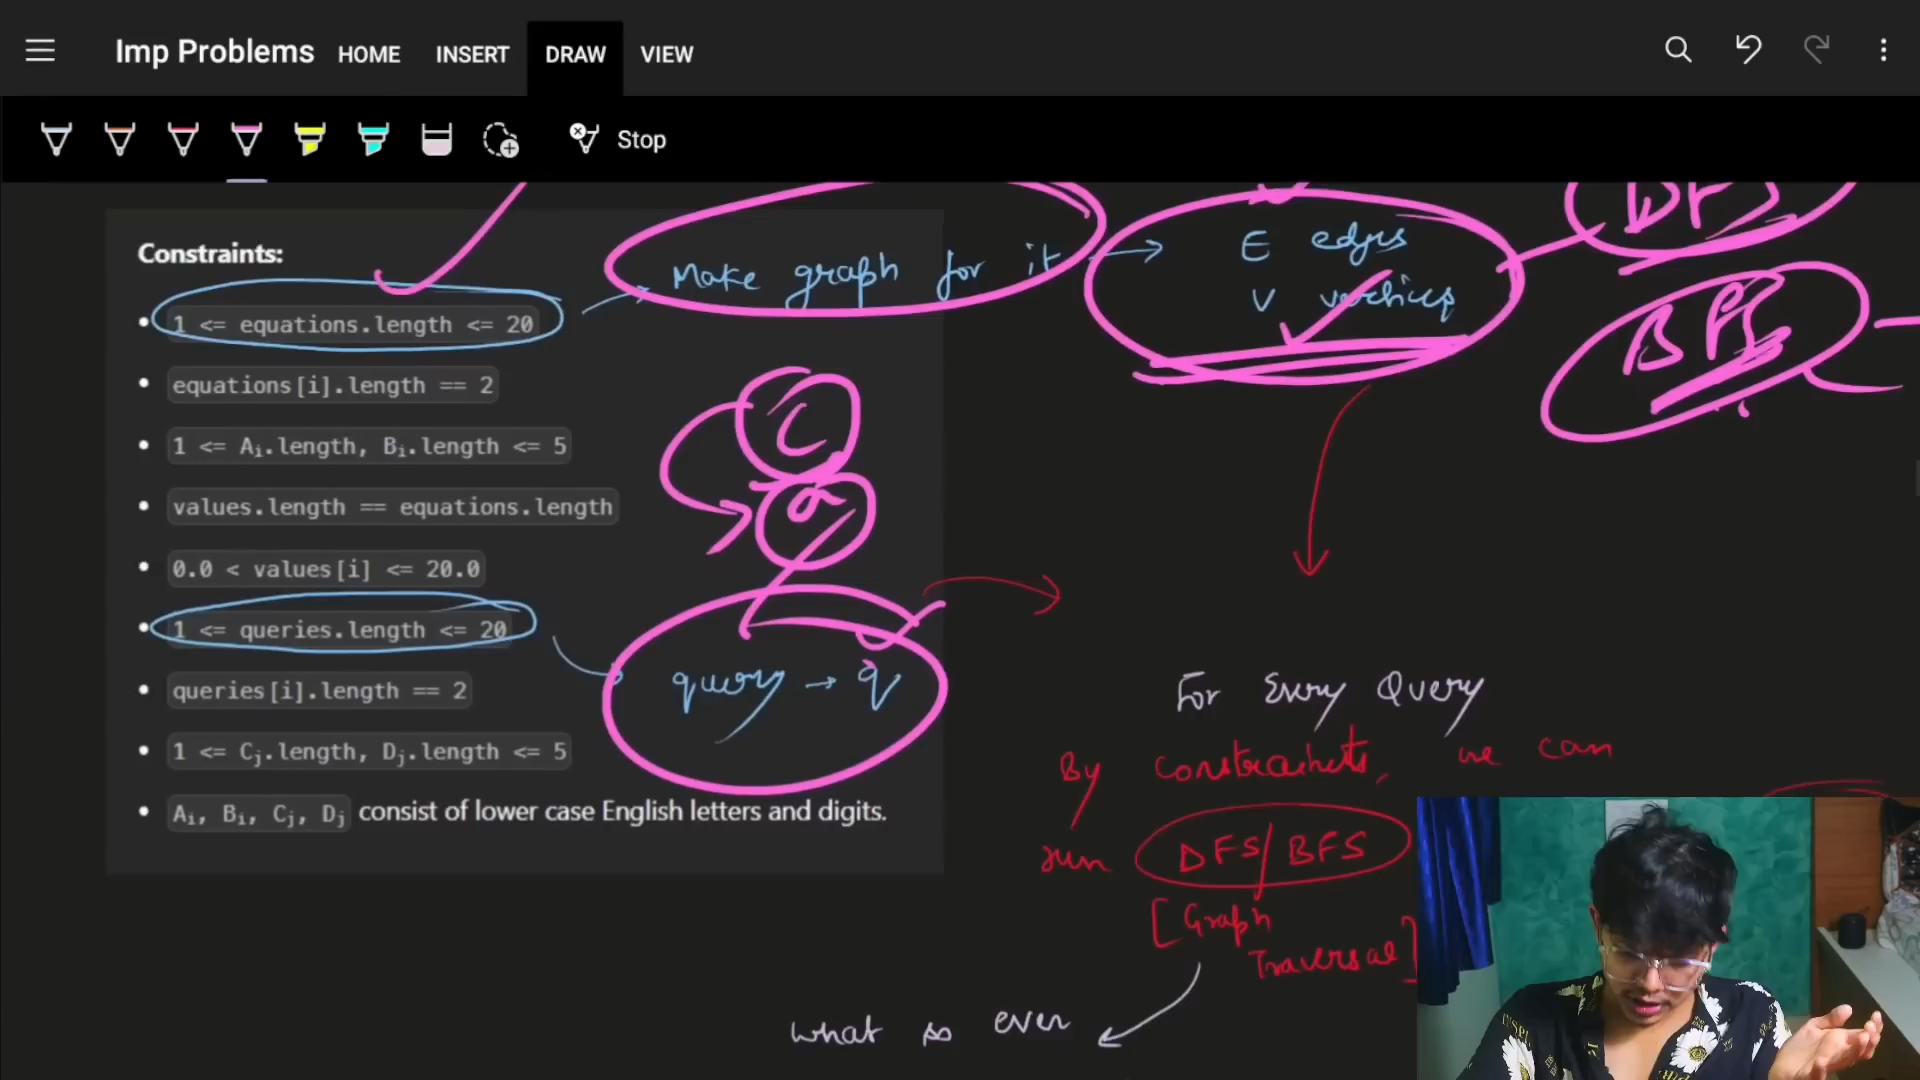 Imp Problems HOME INSERT DRAW VIEW
Stop
DFS
Constraints:
Make graph for it
E edges
V vertices
BFS
1 <= equations.length <= 20
equations[i].length == 2
C
1 <= Ai.length, Bi.length <= 5
a
values.length == equations.length
0.0 < values[i] <= 20.0
1 <= queries.length <= 20
query → q
queries[i].length == 2
For Every Query
1 <= Cj.length, Dj.length <= 5
By constraints, we can
Ai, Bi, Cj, Dj consist of lower case English letters and digits.
run DFS/BFS
[Graph
Traversal]
what so ever